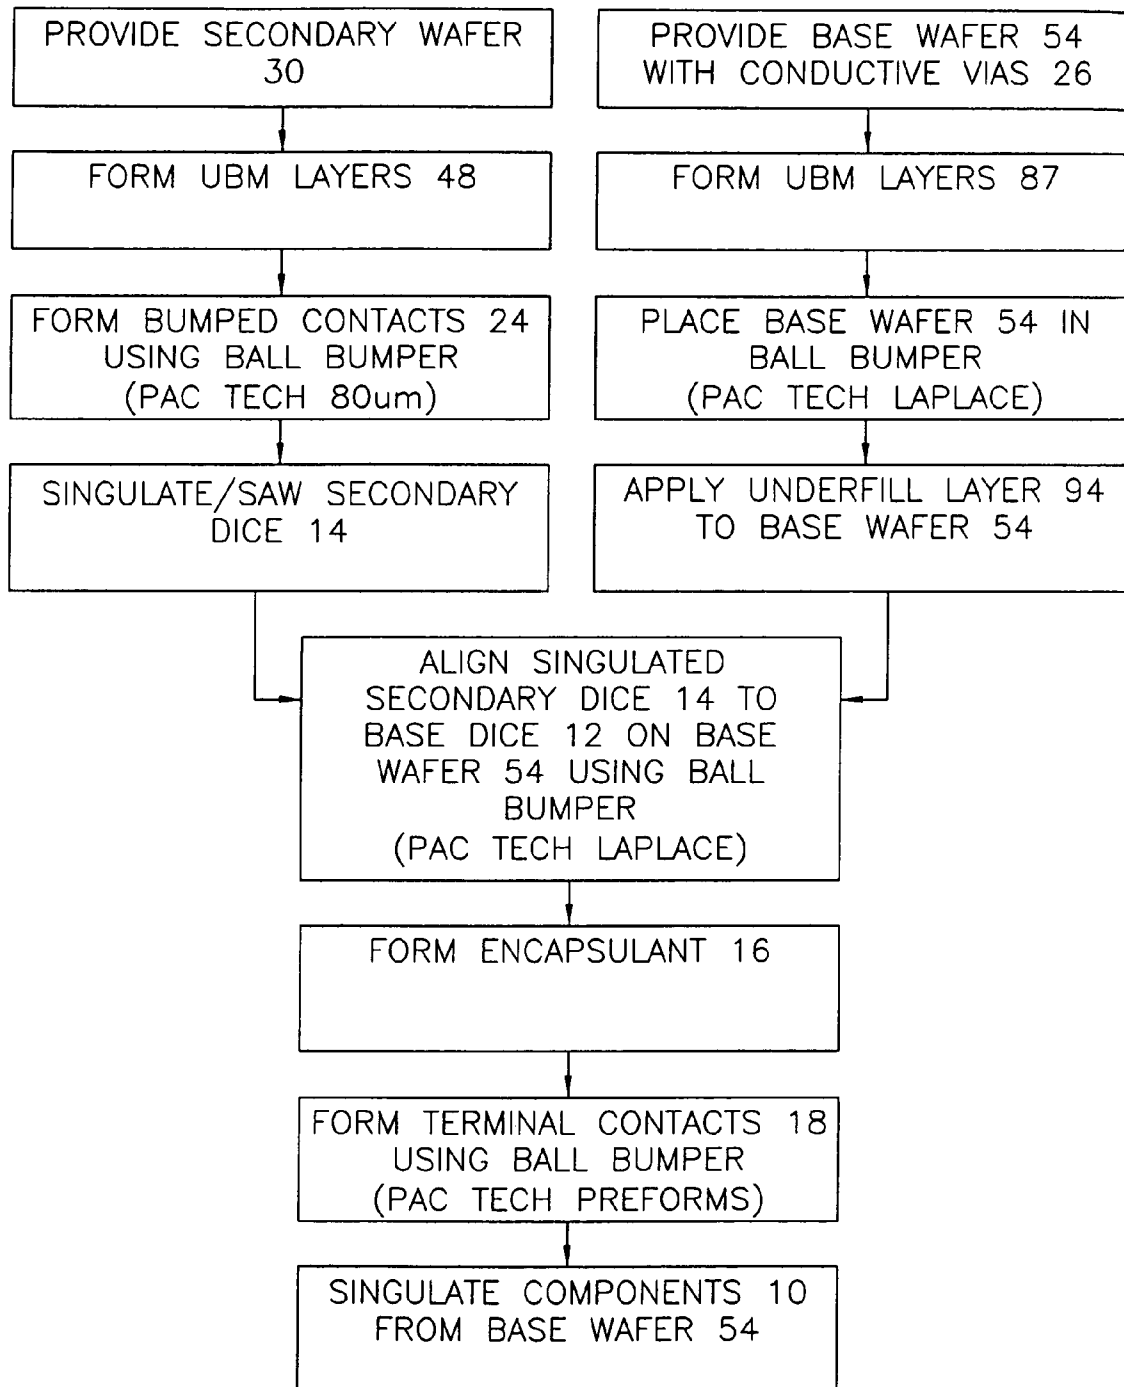 PROVIDE SECONDARY WAFER
30
FORM UBM LAYERS 48
FORM BUMPED CONTACTS 24
USING BALL BUMPER
(PAC TECH 80um)
SINGULATE/SAW SECONDARY
DICE 14
PROVIDE BASE WAFER 54
WITH CONDUCTIVE VIAS 26
FORM UBM LAYERS 87
PLACE BASE WAFER 54 IN
BALL BUMPER
(PAC TECH LAPLACE)
APPLY UNDERFILL LAYER 94
TO BASE WAFER 54
ALIGN SINGULATED
SECONDARY DICE 14 TO
BASE DICE 12 ON BASE
WAFER 54 USING BALL
BUMPER
(PAC TECH LAPLACE)
FORM ENCAPSULANT 16
FORM TERMINAL CONTACTS 18
USING BALL BUMPER
(PAC TECH PREFORMS)
SINGULATE COMPONENTS 10
FROM BASE WAFER 54